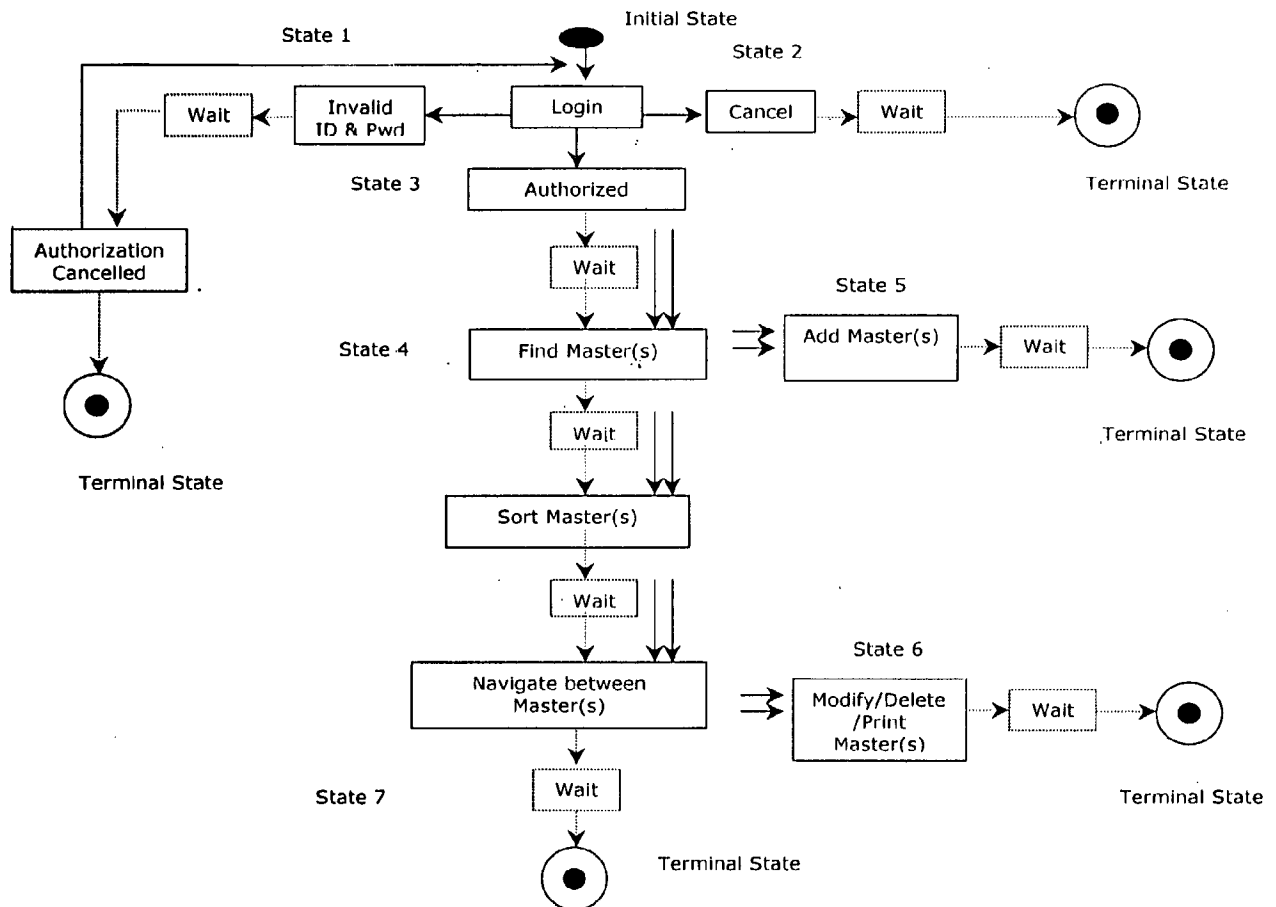 Initial State
State 1
State 2
Wait
Invalid
ID & Pwd
Login
Cancel
Wait
Terminal State
State 3
Authorized
Authorization
Cancelled
Wait
State 5
State 4
Find Master(s)
Add Master(s)
Wait
Terminal State
Wait
Terminal State
Sort Master(s)
Wait
State 6
Navigate between
Master(s)
Modify/Delete
/Print
Master(s)
Wait
Terminal State
State 7
Wait
Terminal State